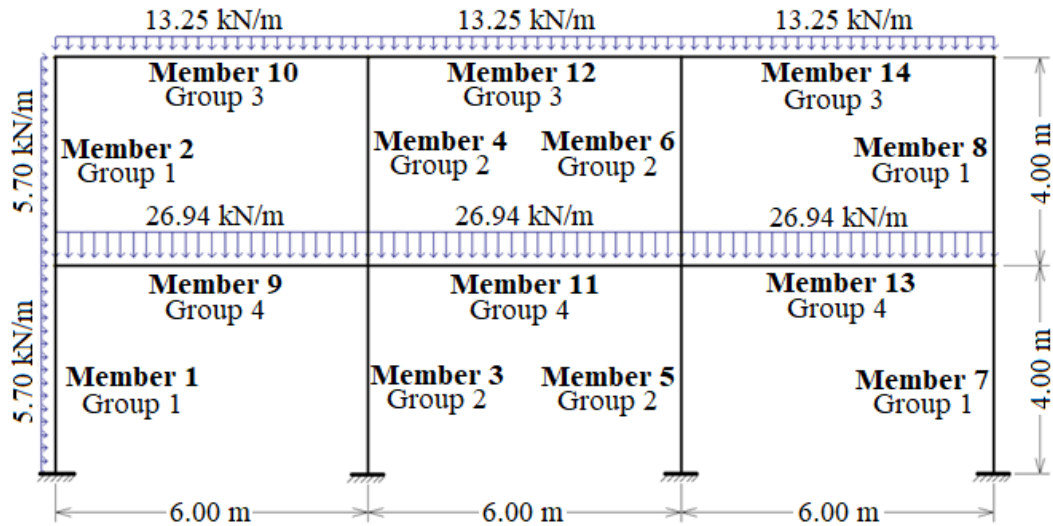 13.25 kN/m 13.25 kN/m 13.25 kN/m
Member 10 Member 12 Member 14
Group 3 Group 3 Group 3
5.70 kN/m
Member 2 Member 4 Member 6 Member 8
Group 1 Group 2 Group 2 Group 1
4.00 m
26.94 kN/m 26.94 kN/m 26.94 kN/m
Member 9 Member 11 Member 13
Group 4 Group 4 Group 4
5.70 kN/m
Member 1 Member 3 Member 5 Member 7
Group 1 Group 2 Group 2 Group 1
4.00 m
6.00 m 6.00 m 6.00 m